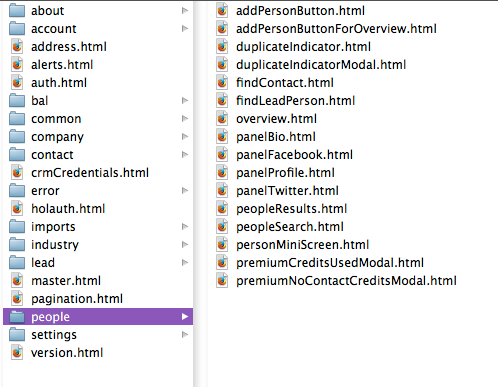 about
account
address.html
alerts.html
auth.html
bal
common
company
contact
crmCredentials.html
error
holauth.html
imports
industry
lead
master.html
pagination.html
people
settings
version.html
addPersonButton.html
addPersonButtonForOverview.html
duplicateIndicator.html
duplicateIndicatorModal.html
findContact.html
findLeadPerson.html
overview.html
panelBio.html
panelFacebook.html
panelProfile.html
panelTwitter.html
peopleResults.html
peopleSearch.html
personMiniScreen.html
premiumCreditsUsedModal.html
premiumNoContactCreditsModal.html